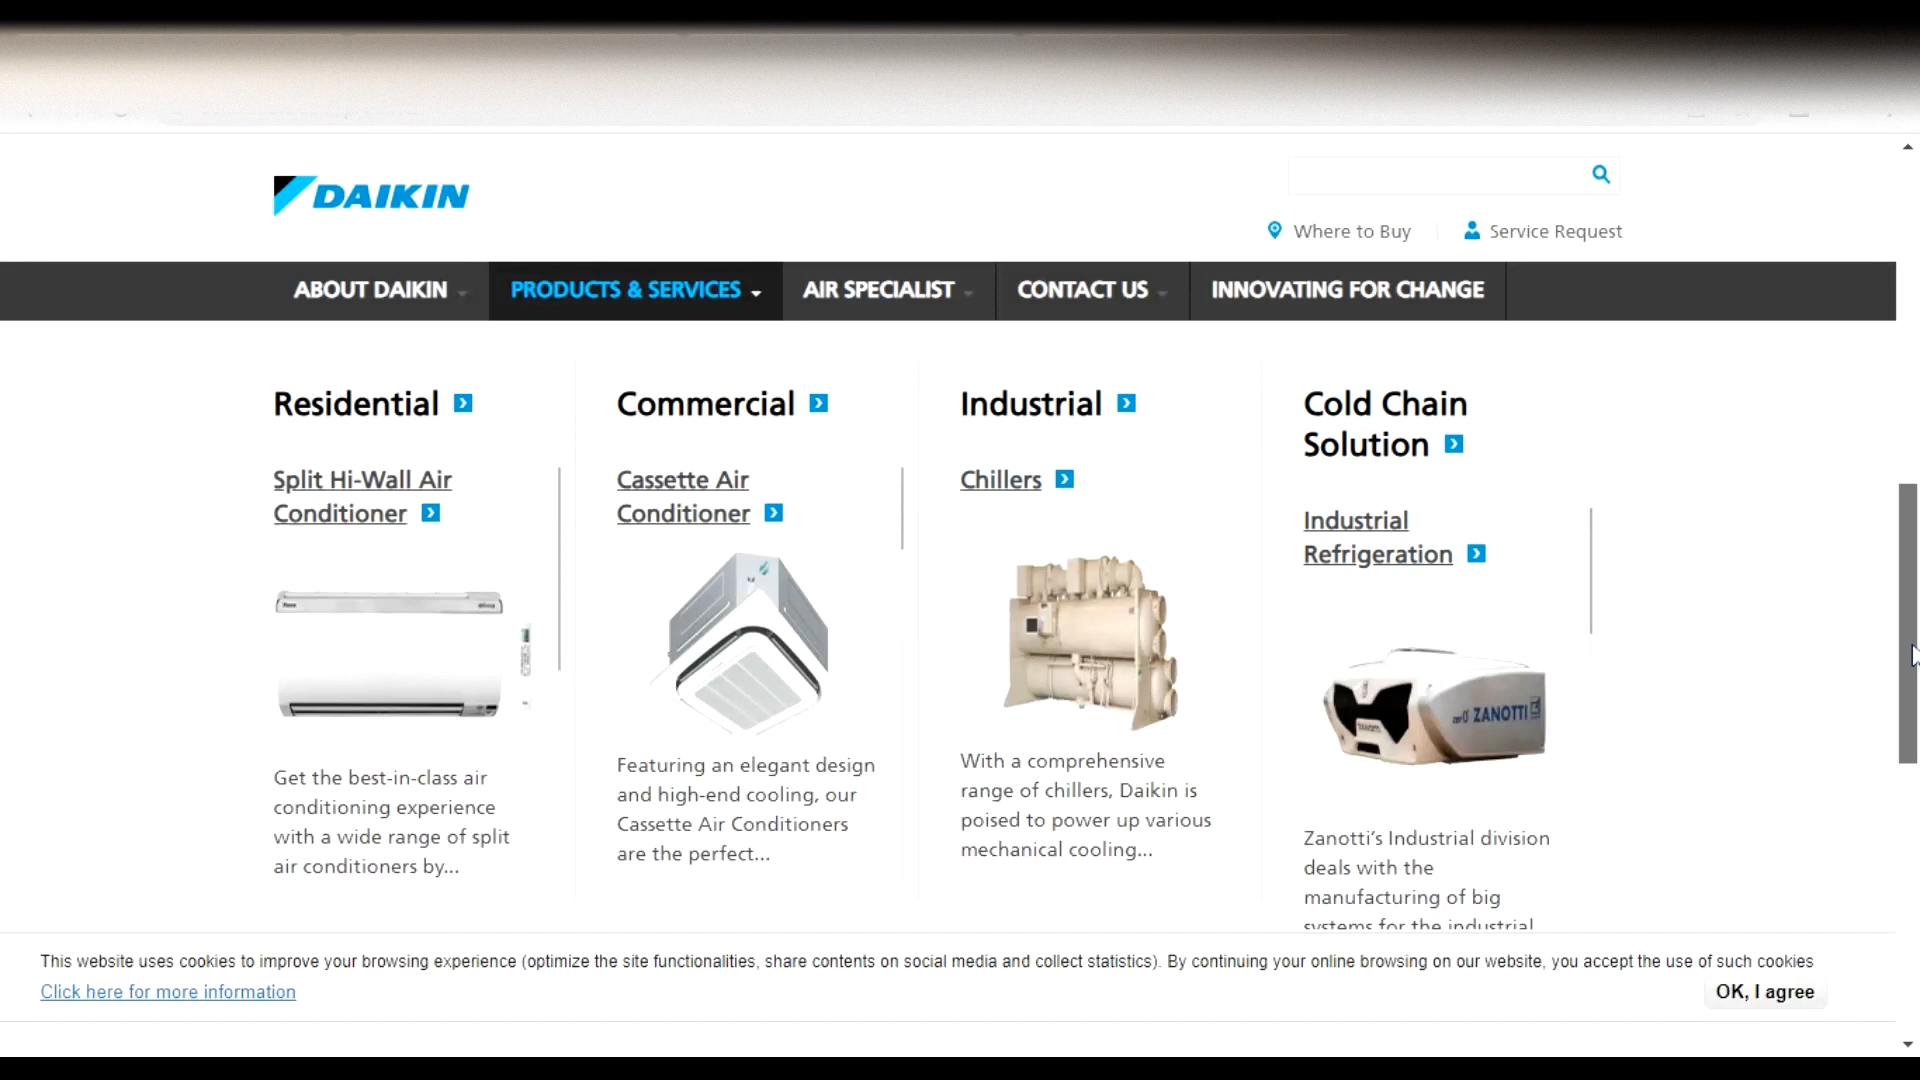 DAIKIN
Where to Buy
Service Request
ABOUT DAIKIN
PRODUCTS & SERVICES
AIR SPECIALIST
CONTACT US
INNOVATING FOR CHANGE
Residential
Split Hi-Wall Air
Conditioner
Get the best-in-class air
conditioning experience
with a wide range of split
air conditioners by...
Commercial
Cassette Air
Conditioner
Featuring an elegant design
and high-end cooling, our
Cassette Air Conditioners
are the perfect...
Industrial
Chillers
With a comprehensive
range of chillers, Daikin is
poised to power up various
mechanical cooling...
Cold Chain
Solution
Industrial
Refrigeration
ZANOTTI
Zanotti's Industrial division
deals with the
manufacturing of big
systems for the industrial
This website uses cookies to improve your browsing experience (optimize the site functionalities, share contents on social media and collect statistics). By continuing your online browsing on our website, you accept the use of such cookies
Click here for more information
OK, I agree